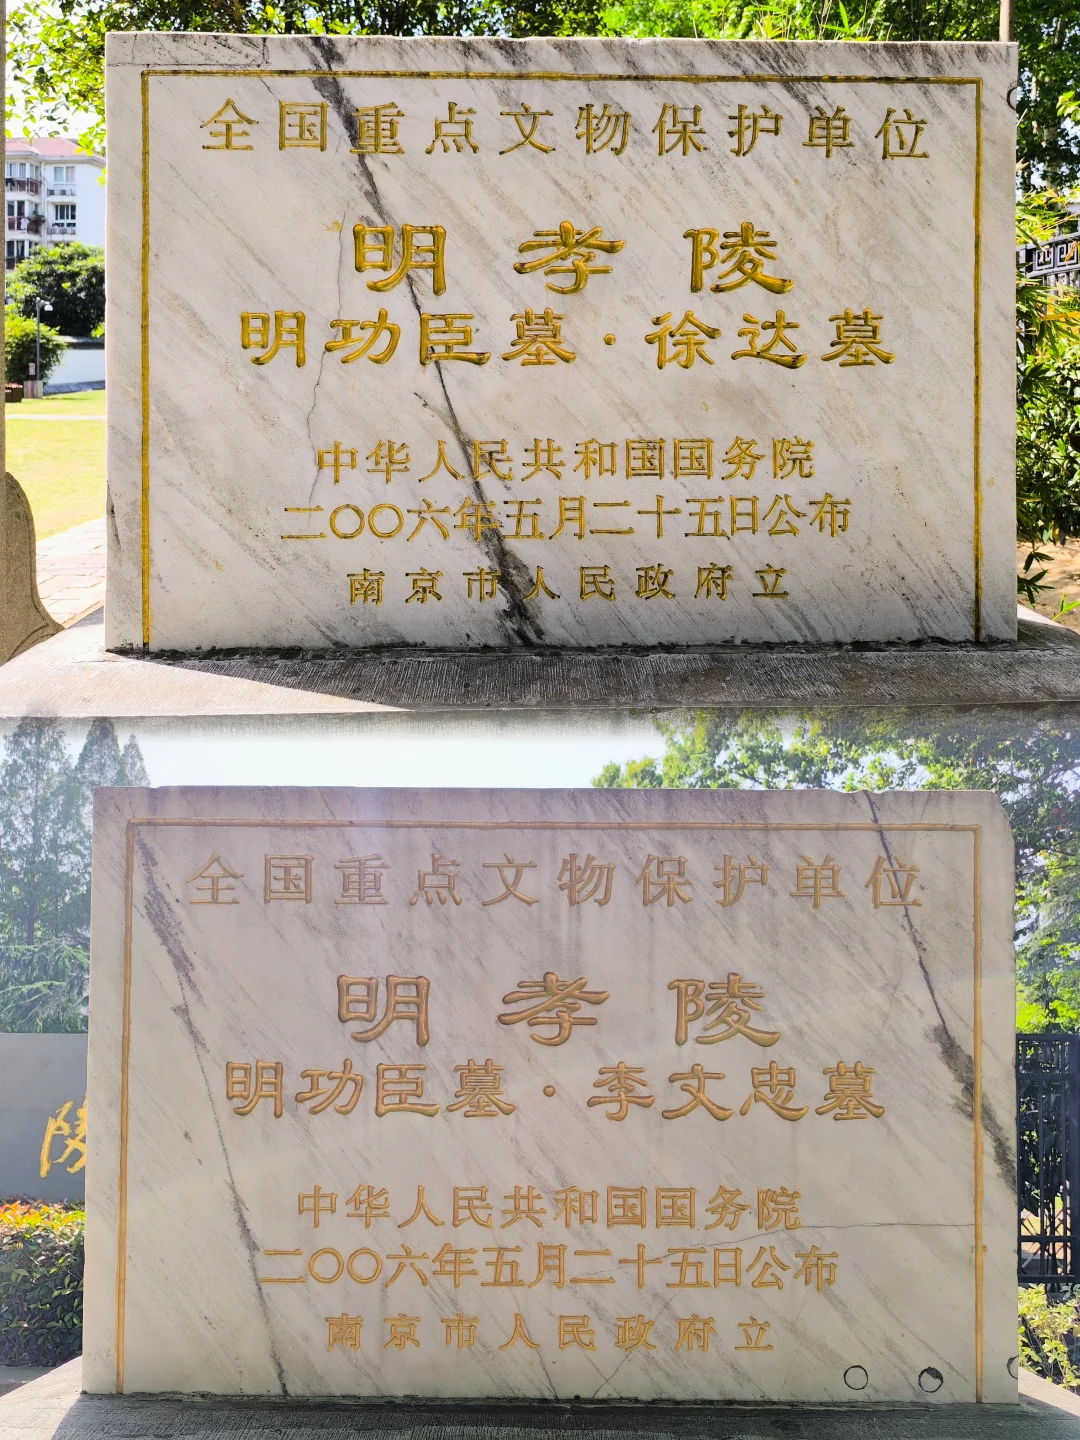 全国重点文物保护单位
明孝陵
明功臣墓·徐达墓
中华人民共和国国务院
二〇〇六年五月二十五日公布
南京市人民政府立
全国重点文物保护单位
明孝陵
明功臣墓·李文忠墓
中华人民共和国国务院
二〇〇六年五月二十五日公布
南京市人民政府立
陵